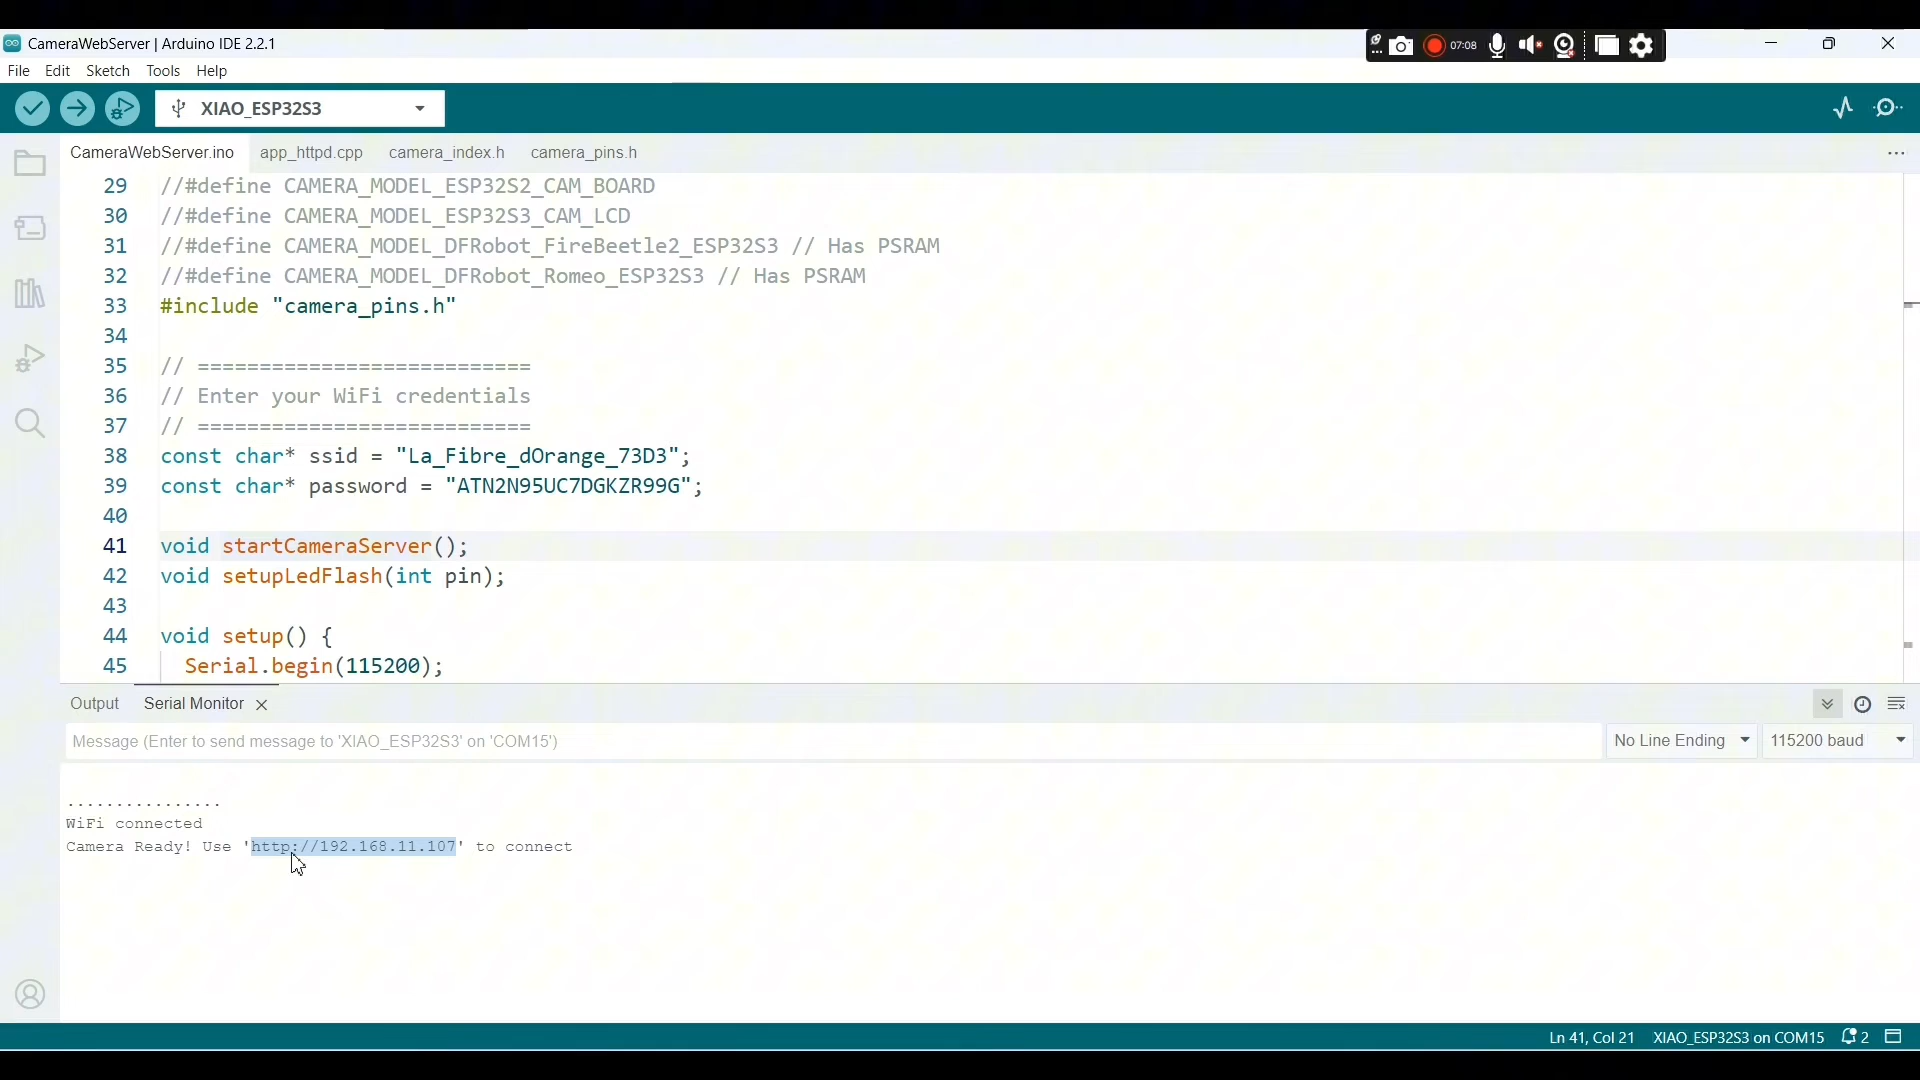 CameraWebServer | Arduino IDE 2.2.1
07:08
File Edit Sketch Tools Help
XIAO_ESP32S3
CameraWebServer.ino app_httpd.cpp camera_index.h camera_pins.h
29 //#define CAMERA_MODEL_ESP32S2_CAM_BOARD
30 //#define CAMERA_MODEL_ESP32S3_CAM_LCD
31 //#define CAMERA_MODEL_DFRobot_FireBeetle2_ESP32S3 // Has PSRAM
32 //#define CAMERA_MODEL_DFRobot_Romeo_ESP32S3 // Has PSRAM
33 #include "camera_pins.h"
34
35 // ===========================
36 // Enter your WiFi credentials
37 // ===========================
38 const char* ssid = "La_Fibre_dOrange_73D3";
39 const char* password = "ATN2N95UC7DGKZR99G";
40
41 void startCameraServer();
42 void setupLedFlash(int pin);
43
44 void setup() {
45 Serial.begin(115200);
Output Serial Monitor
Message (Enter to send message to 'XIAO_ESP32S3' on 'COM15') No Line Ending 115200 baud
................
WiFi connected
Camera Ready! Use 'http://192.168.11.107' to connect
Ln 41, Col 21 XIAO_ESP32S3 on COM15 2